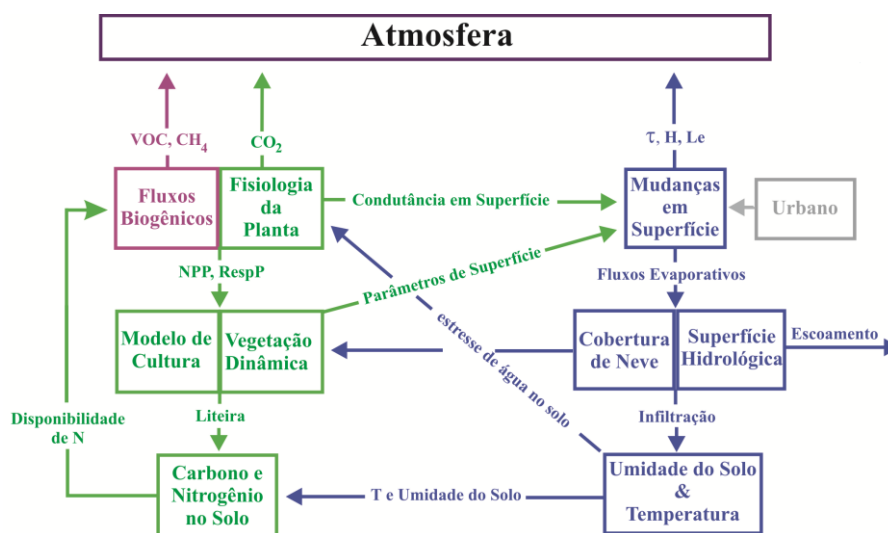 Atmosfera
VOC, CH4
CO2
τ, H, Le
Fluxos
Biogênicos
Fisiologia
da
Planta
Condutância em Superfície
Mudanças
em
Superfície
Urbano
NPP, RespP
Parâmetros de Superfície
Fluxos Evaporativos
Modelo de
Cultura
Vegetação
Dinâmica
estresse de água no solo
Cobertura
de Neve
Superfície
Hidrológica
Escoamento
Disponibilidade
de N
Liteira
Infiltração
Carbono e
Nitrogênio
no Solo
T e Umidade do Solo
Umidade do Solo
&
Temperatura